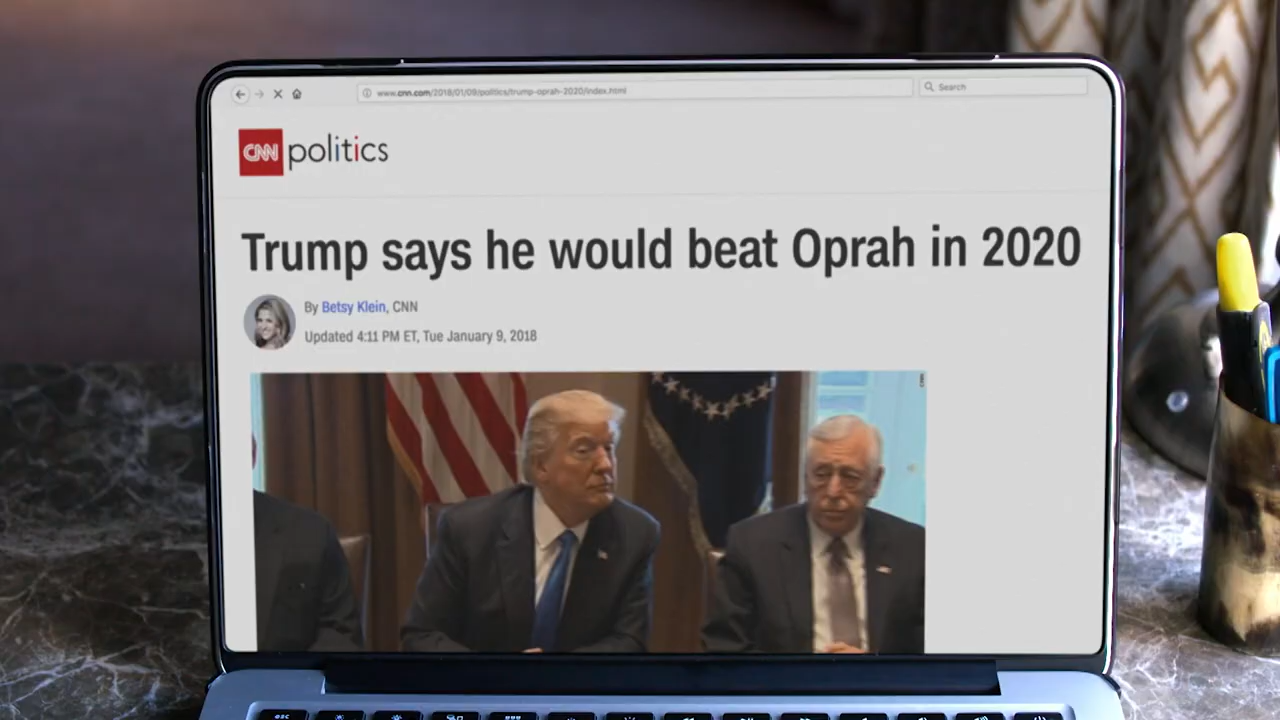 www.cnn.com/2018/01/09/politics/trump-oprah-2020/index.html
Search
CNN politics
Trump says he would beat Oprah in 2020
By Betsy Klein, CNN
Updated 4:11 PM ET, Tue January 9, 2018
esc